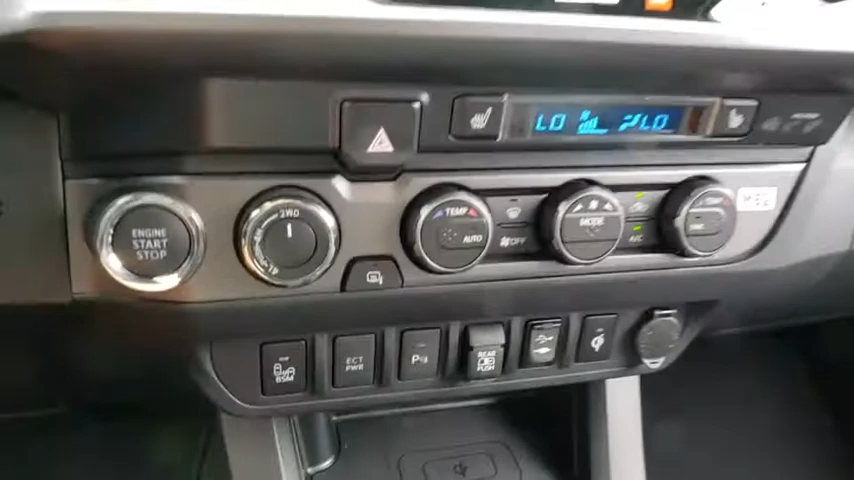 LO LO
ENGINE
START
STOP
2WD
TEMP
AUTO
OFF
MODE
A/C
BSM
ECT
PWR
P
REAR
PUSH